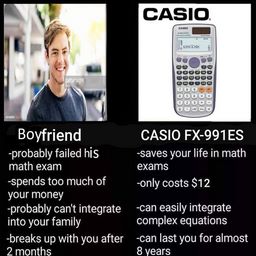 CASIO
Boyfriend
-probably failed his
math exam
-spends too much of
your money
-probably can't integrate
into your family
-breaks up with you after
2 months
CASIO FX-991ES
-saves your life in math
exams
-only costs $12
-can easily integrate
complex equations
-can last you for almost
8 years